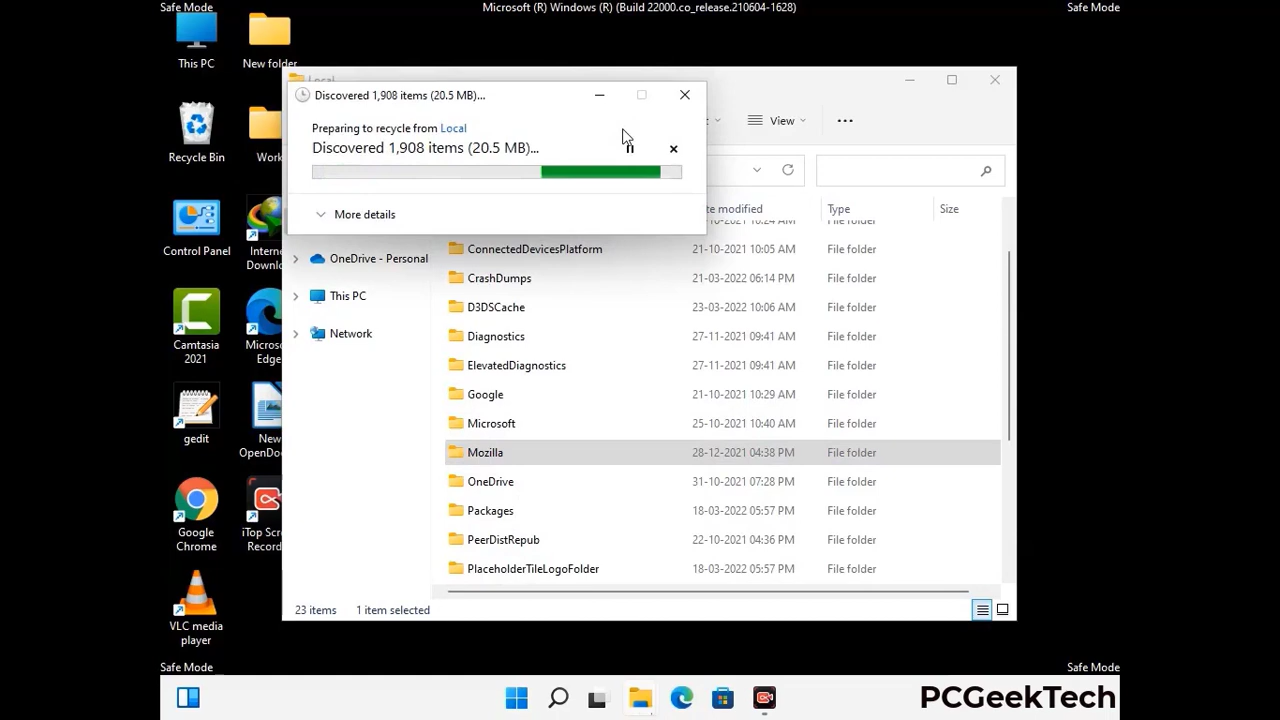 Safe Mode
Microsoft (R) Windows (R) (Build 22000.co_release.210604-1628)
Safe Mode
This PC
New folder
Recycle Bin
Work
Control Panel
Internet
Downlo
Camtasia
2021
Micros
Edge
gedit
New
OpenDoc
Google
Chrome
iTop Scr
Record
VLC media
player
Local
Discovered 1,908 items (20.5 MB)...
Preparing to recycle from Local
Discovered 1,908 items (20.5 MB)...
More details
View
te modified
Type
Size
File folder
OneDrive - Personal
This PC
Network
ConnectedDevicesPlatform 21-10-2021 10:05 AM File folder
CrashDumps 21-03-2022 06:14 PM File folder
D3DSCache 23-03-2022 10:06 AM File folder
Diagnostics 27-11-2021 09:41 AM File folder
ElevatedDiagnostics 27-11-2021 09:41 AM File folder
Google 21-10-2021 10:29 AM File folder
Microsoft 25-10-2021 10:40 AM File folder
Mozilla 28-12-2021 04:38 PM File folder
OneDrive 31-10-2021 07:28 PM File folder
Packages 18-03-2022 05:57 PM File folder
PeerDistRepub 22-10-2021 04:36 PM File folder
PlaceholderTileLogoFolder 18-03-2022 05:57 PM File folder
23 items
1 item selected
Safe Mode
Safe Mode
PCGeekTech